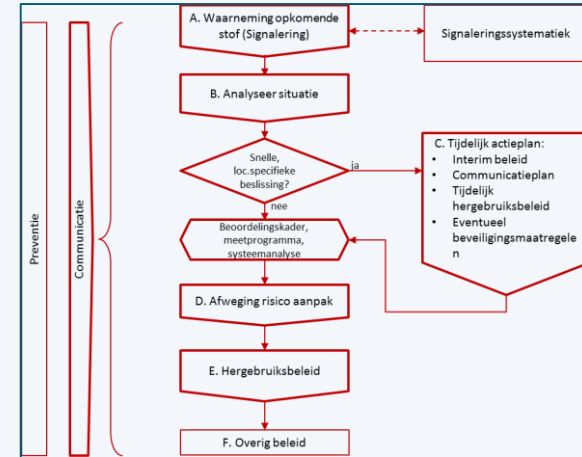 A. Waarneming opkomende
stof (Signalering)
Signaleringssystematiek
B. Analyseer situatie
Snelle,
loc.specifieke
beslissing?
ja
nee
C. Tijdelijk actieplan:
• Interim beleid
• Communicatieplan
• Tijdelijk
hergebruiksbeleid
• Eventueel
beveiligingsmaatregele
n
Beoordelingskader,
meetprogramma,
systeemanalyse
D. Afweging risico aanpak
E. Hergebruiksbeleid
F. Overig beleid
Preventie
Communicatie